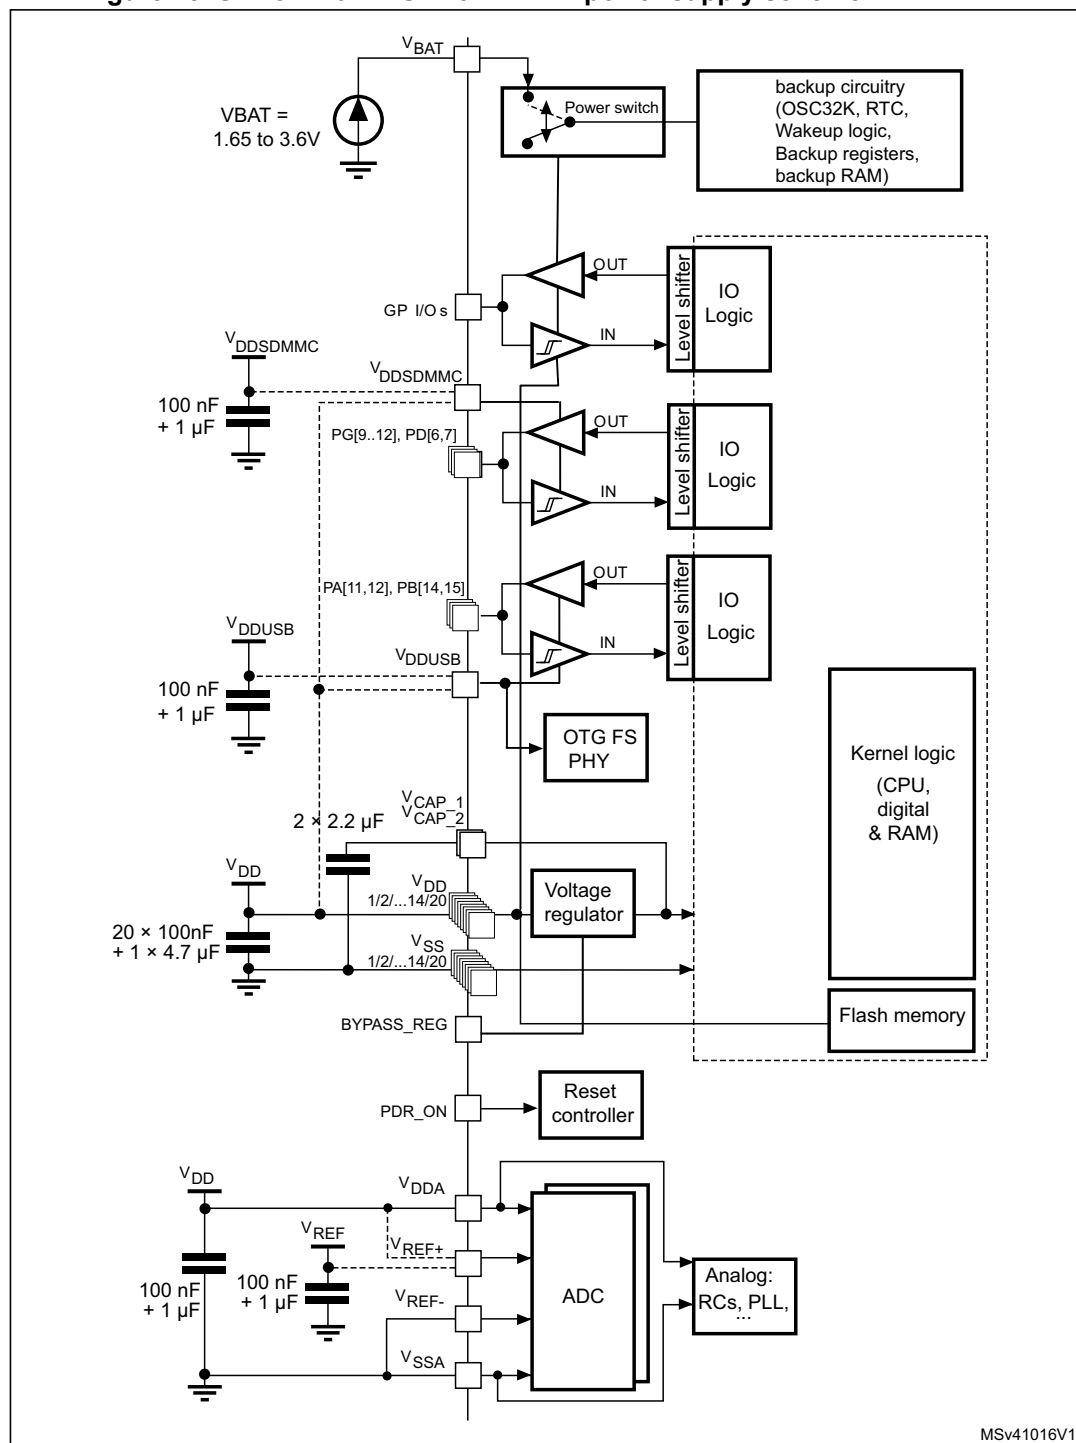 VBAT
VBAT =
1.65 to 3.6V
Power switch
backup circuitry
(OSC32K, RTC,
Wakeup logic,
Backup registers,
backup RAM)
OUT
GP I/Os
IN
Level shifter
IO
Logic
VDDSDMMC
100 nF
+ 1 µF
VDDSDMMC
PG[9..12], PD[6,7]
OUT
IN
Level shifter
IO
Logic
PA[11,12], PB[14,15]
OUT
IN
Level shifter
IO
Logic
VDDUSB
100 nF
+ 1 µF
VDDUSB
OTG FS
PHY
Kernel logic
(CPU,
digital
& RAM)
VCAP_1
VCAP_2
2 × 2.2 µF
VDD
20 × 100nF
+ 1 × 4.7 µF
VDD
1/2/...14/20
Voltage
regulator
VSS
1/2/...14/20
BYPASS_REG
Flash memory
PDR_ON
Reset
controller
VDD
100 nF
+ 1 µF
VDDA
VREF
100 nF
+ 1 µF
VREF+
VREF-
VSSA
ADC
Analog:
RCs, PLL,
...
MSv41016V1